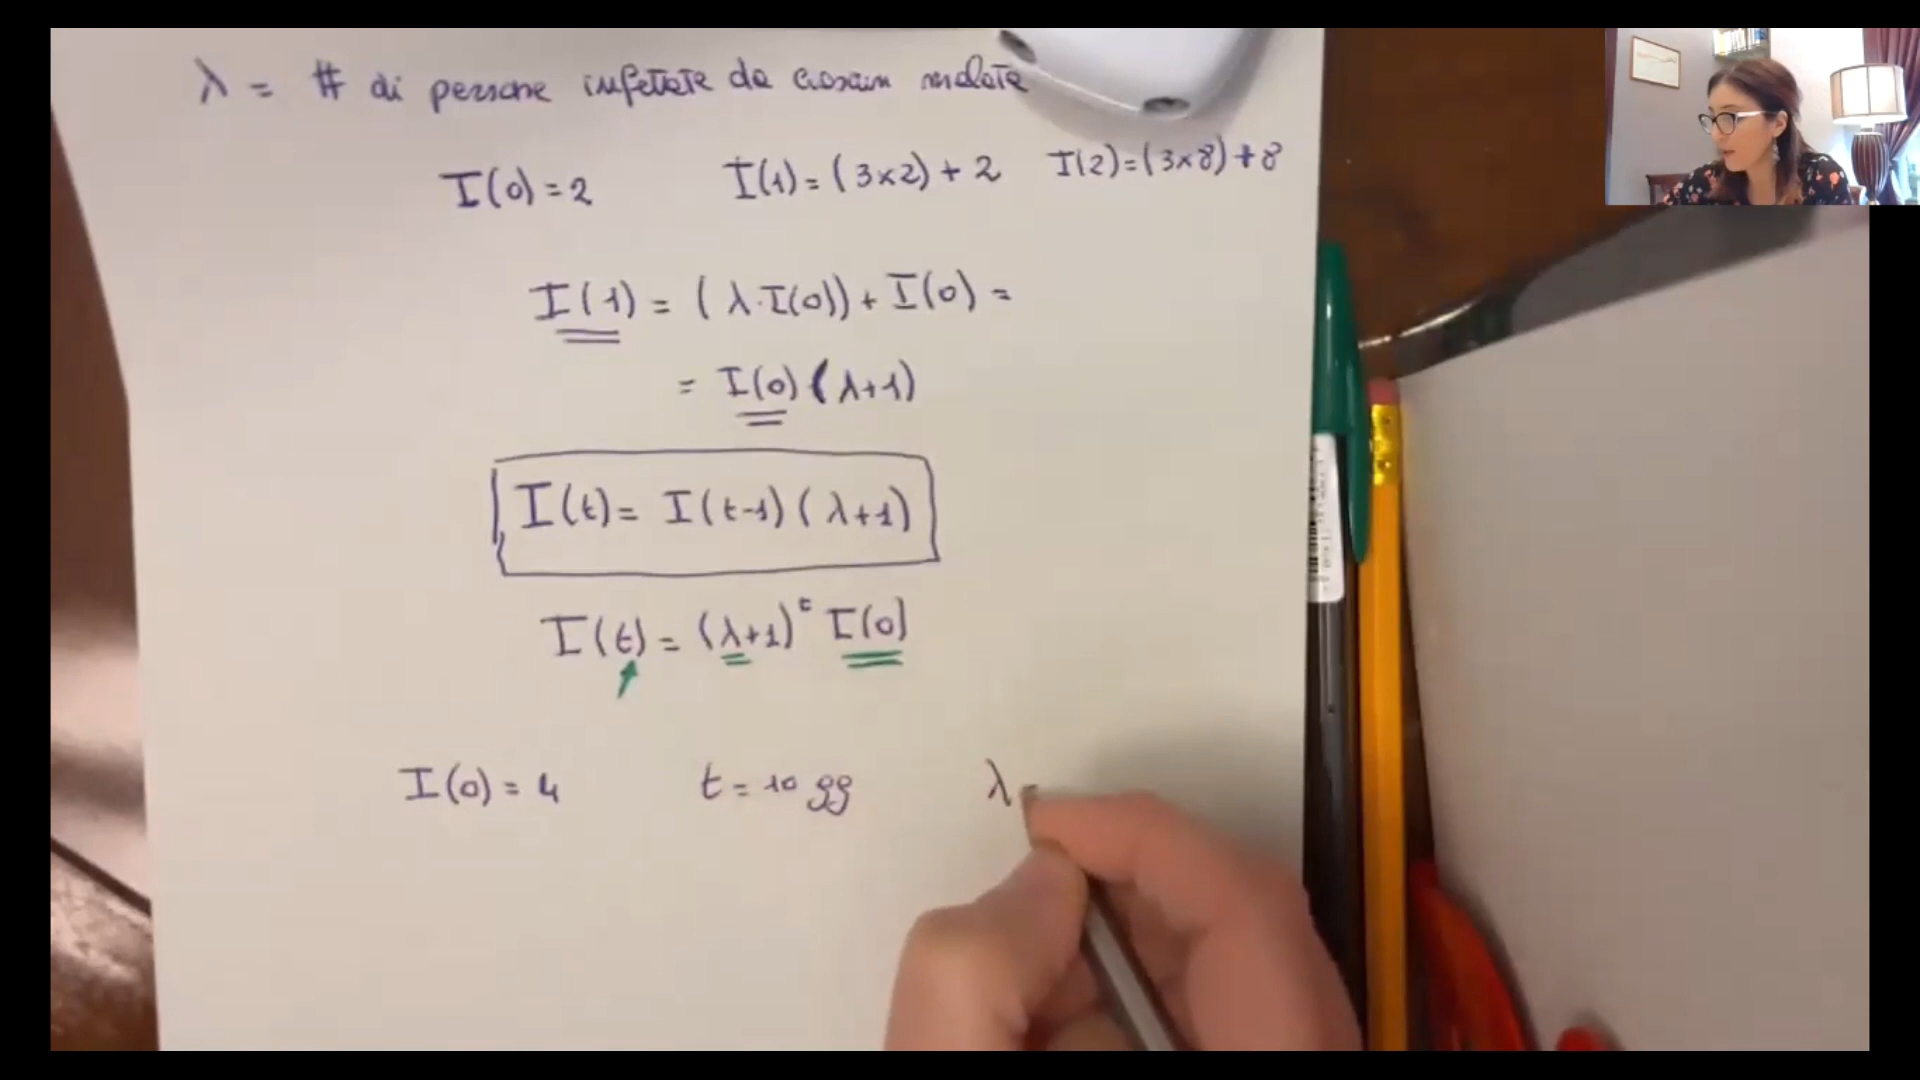 λ = # di persone infettate da ciascun malato
I(0)=2 I(1)=(3×2)+2 I(2)=(3×8)+8
I(1) = (λ·I(0))+I(0) =
= I(0)(λ+1)
I(t)= I(t-1)(λ+1)
I(t)= (λ+1)ᵗ I(0)
I(0)=4 t=10 gg λ=